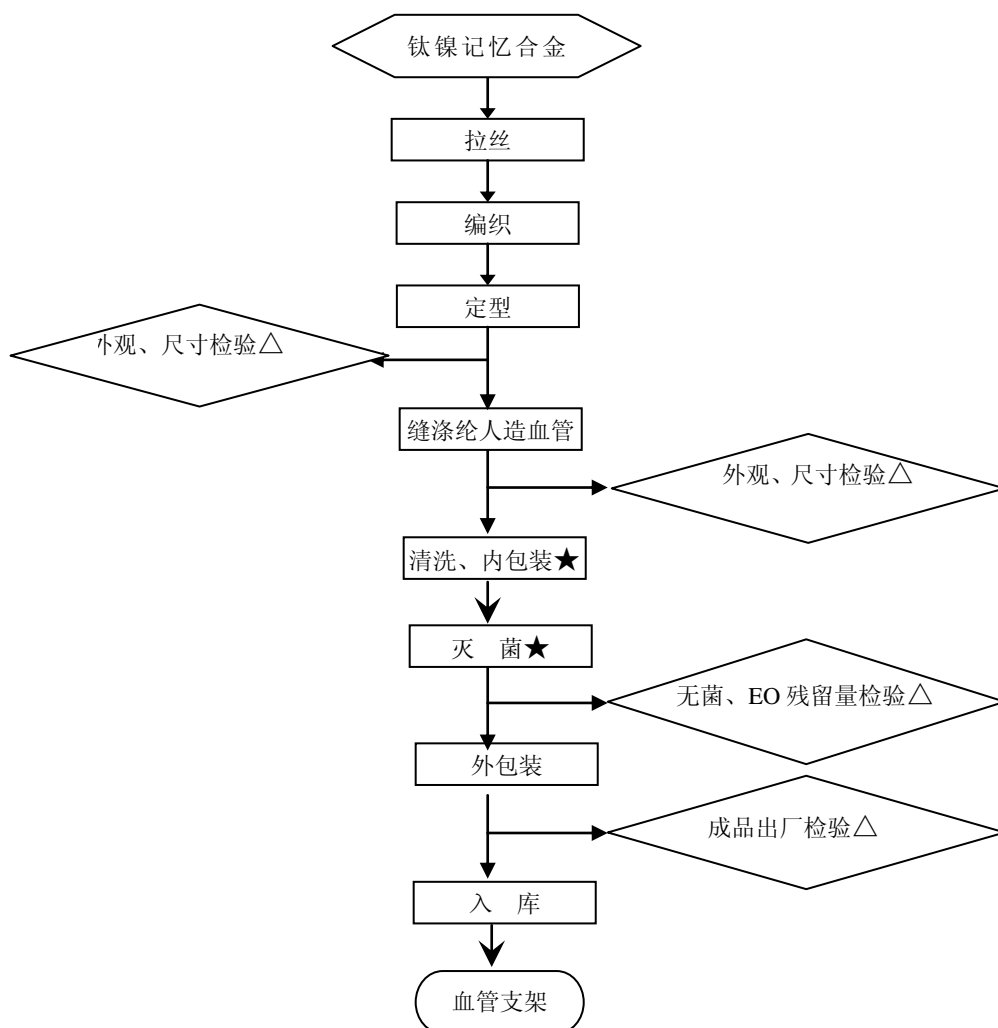 钛镍记忆合金
拉丝
编织
定型
外观、尺寸检验△
缝涤纶人造血管
外观、尺寸检验△
清洗、内包装★
灭 菌★
无菌、EO 残留量检验△
外包装
成品出厂检验△
入 库
血管支架